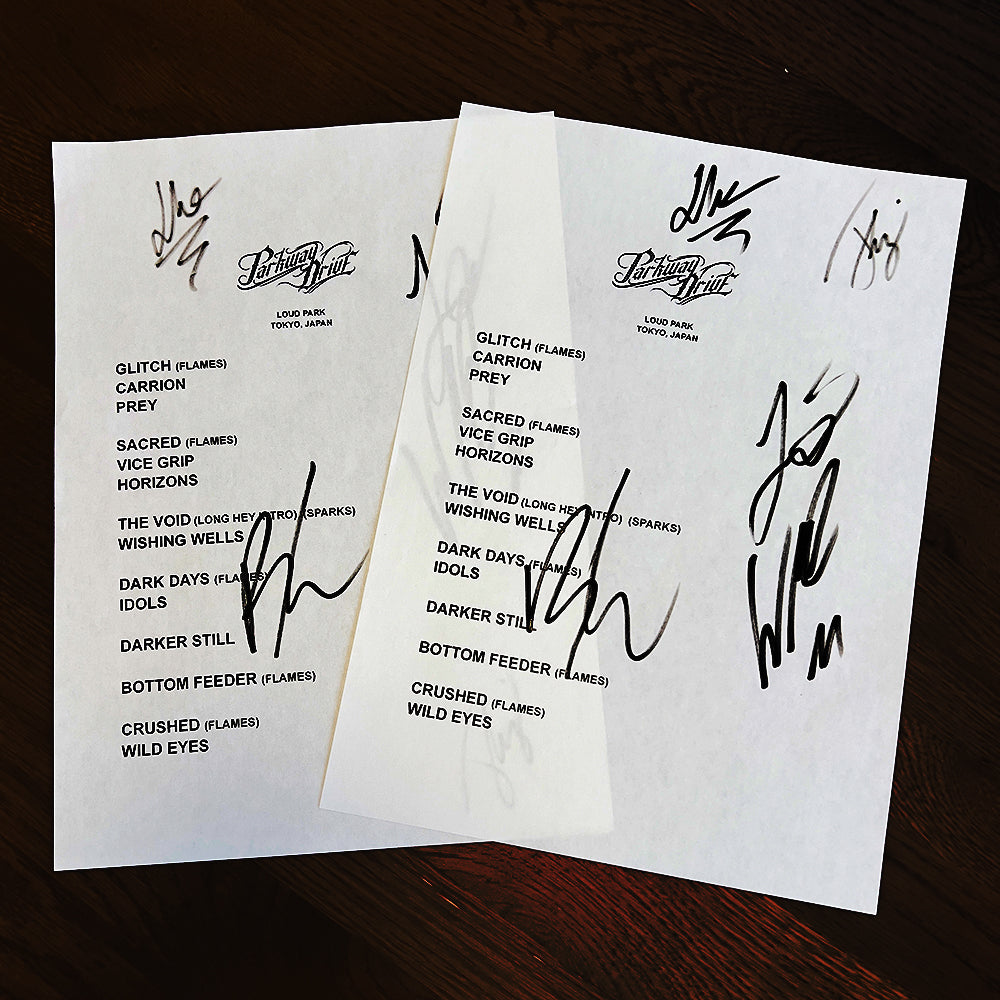 Parkway Drive
LOUD PARK
TOKYO, JAPAN
GLITCH (FLAMES)
CARRION
PREY
SACRED (FLAMES)
VICE GRIP
HORIZONS
THE VOID (LONG HEY INTRO) (SPARKS)
WISHING WELLS
DARK DAYS (FLAMES)
IDOLS
DARKER STILL
BOTTOM FEEDER (FLAMES)
CRUSHED (FLAMES)
WILD EYES
Parkway Drive
LOUD PARK
TOKYO, JAPAN
GLITCH (FLAMES)
CARRION
PREY
SACRED (FLAMES)
VICE GRIP
HORIZONS
THE VOID (LONG HEY INTRO) (SPARKS)
WISHING WELLS
DARK DAYS (FLAMES)
IDOLS
DARKER STILL
BOTTOM FEEDER (FLAMES)
CRUSHED (FLAMES)
WILD EYES